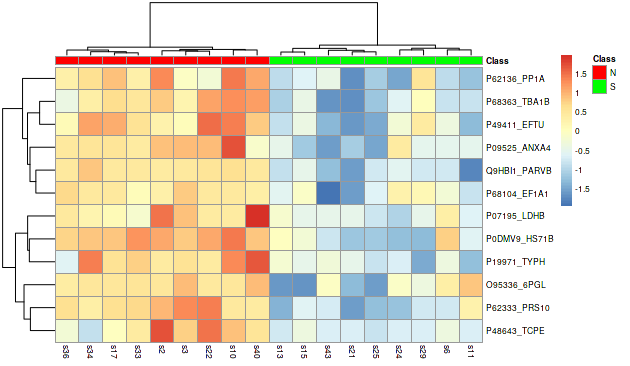 Class
P62136_PP1A
P68363_TBA1B
P49411_EFTU
P09525_ANXA4
Q9HBI1_PARVB
P68104_EF1A1
P07195_LDHB
P0DMV9_HS71B
P19971_TYPH
O95336_6PGL
P62333_PRS10
P48643_TCPE
s36 s34 s17 s33 s2 s3 s22 s10 s40 s13 s15 s43 s21 s25 s24 s29 s6 s11
1.5
1
0.5
0
-0.5
-1
-1.5
Class
N
S